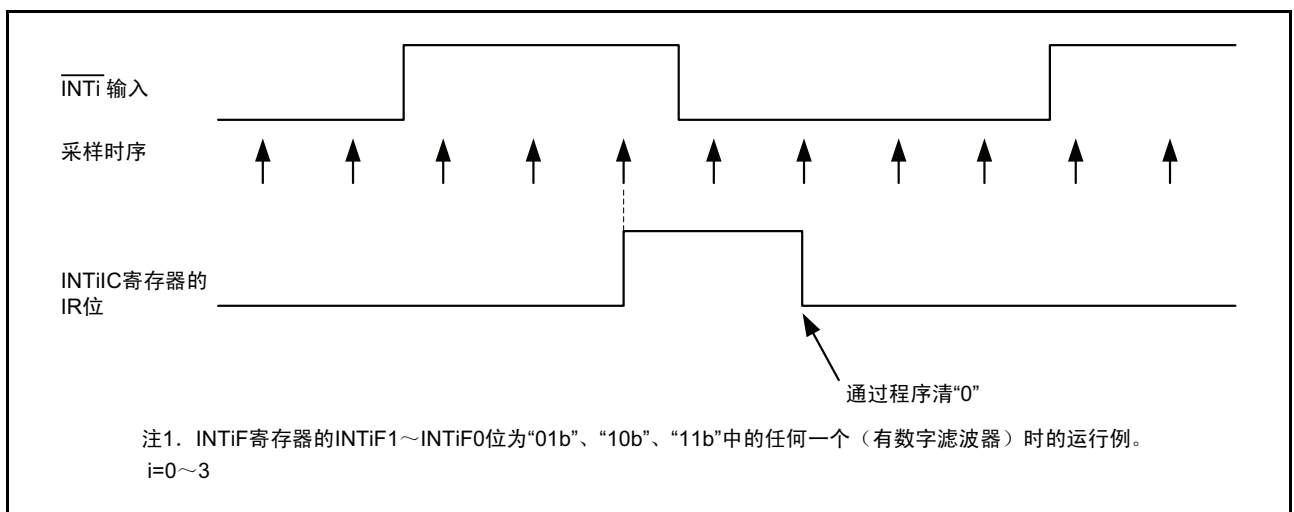 INTi 输入
采样时序
INTiIC寄存器的
IR位
通过程序清“0”
注1. INTiF寄存器的INTiF1～INTiF0位为“01b”、“10b”、“11b”中的任何一个（有数字滤波器）时的运行例。
i=0～3